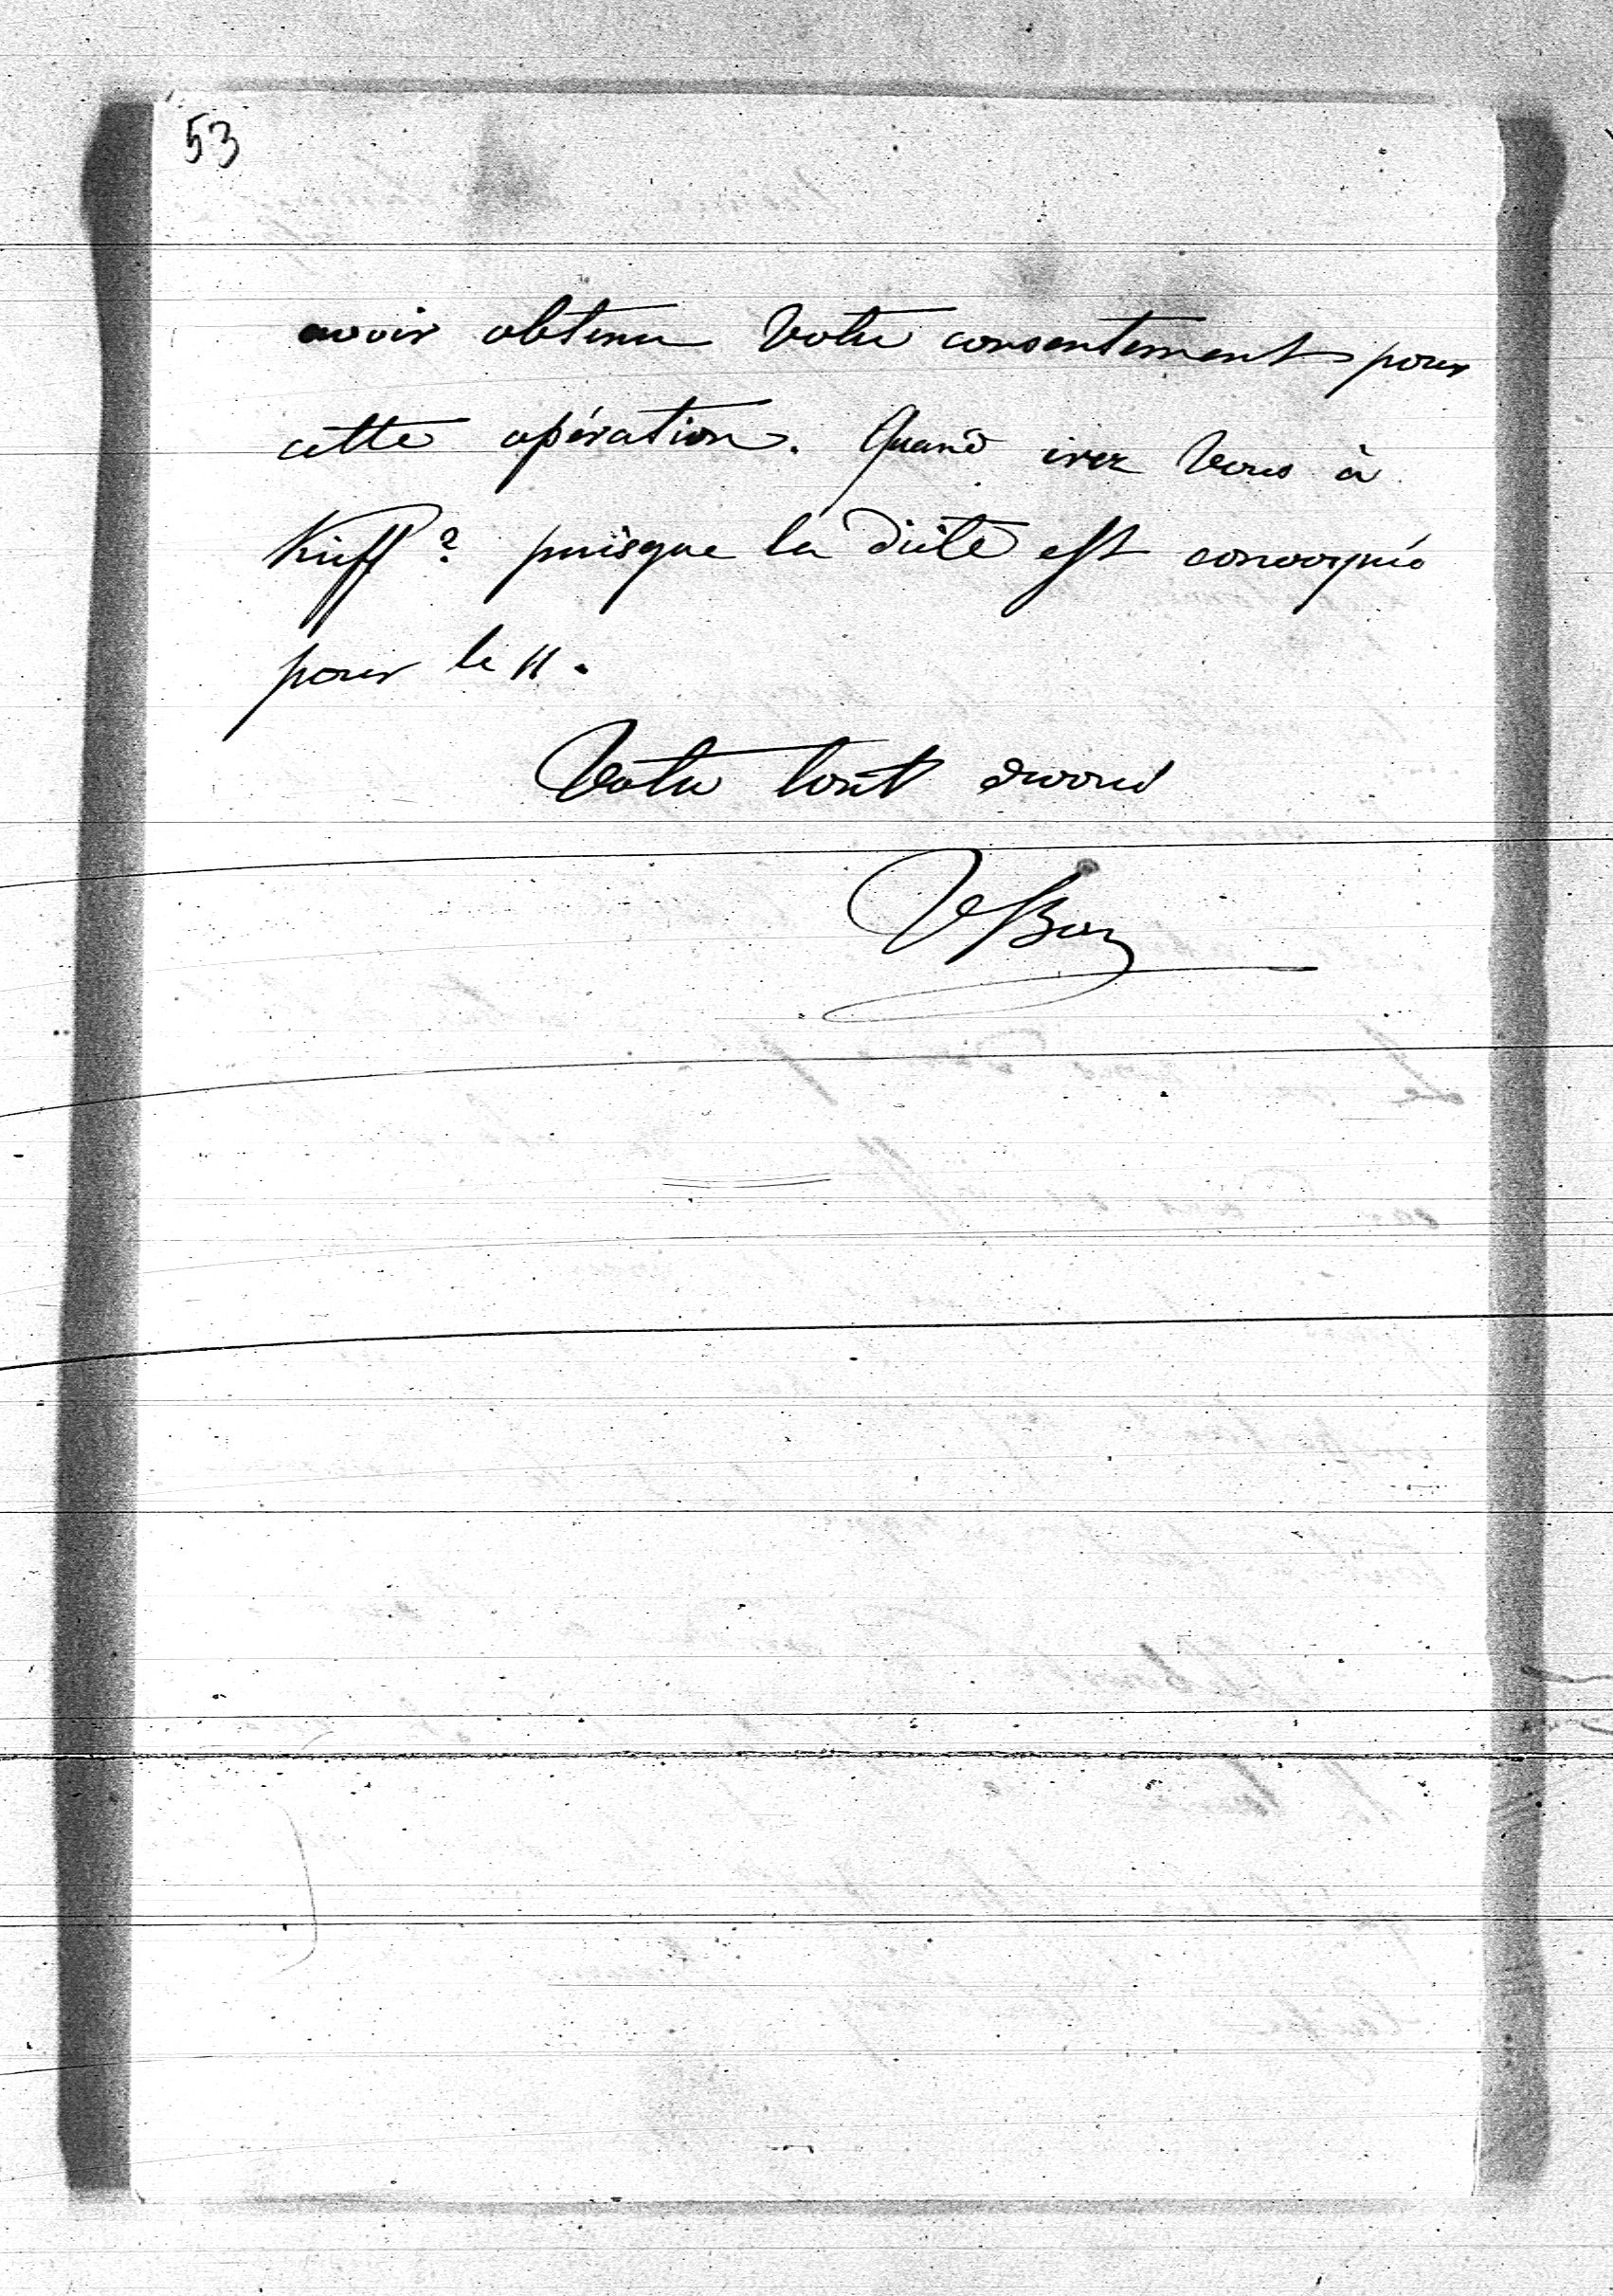 53
avoir obtenu Votre consentement pour
cette opération. Quand irez Vous à
Kieff? puisque la diète est convoquée
pour le 11.
Votre tout dévoué